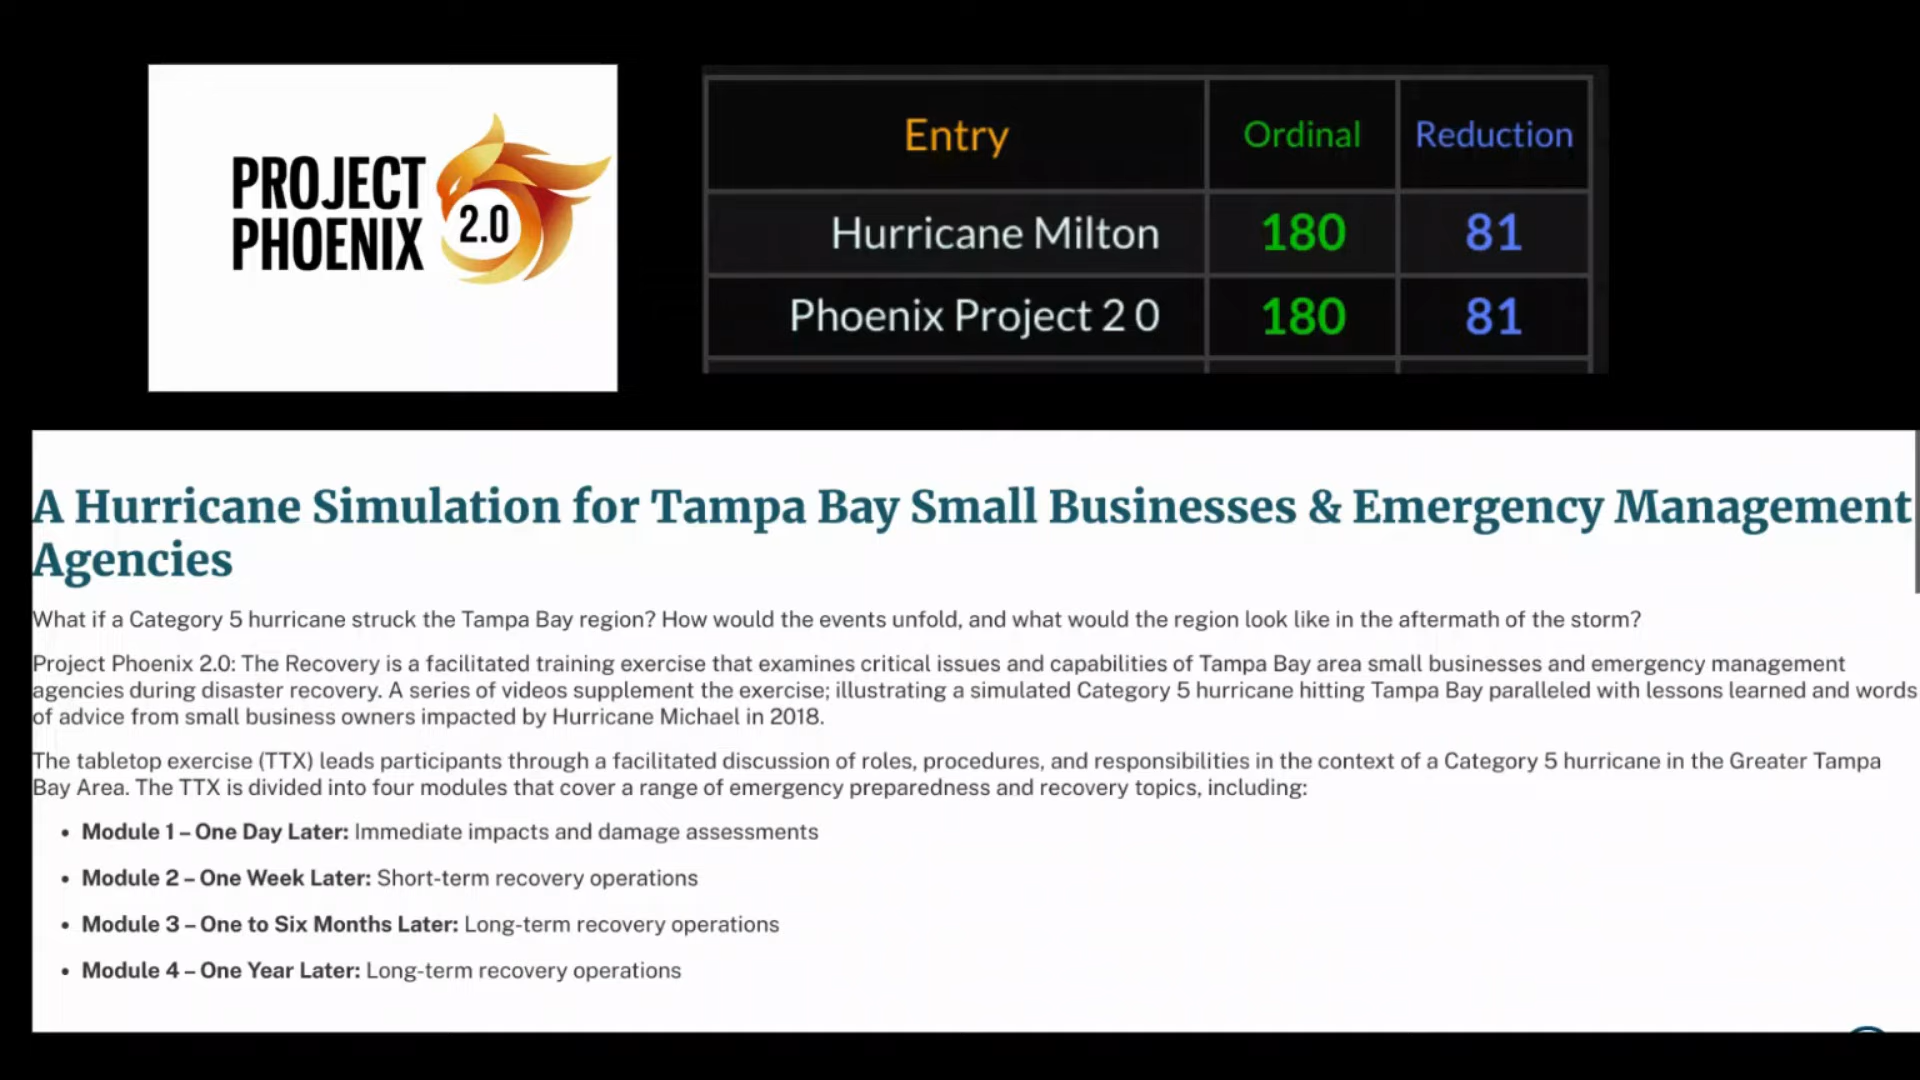 PROJECT
PHOENIX
2.0
Entry Ordinal Reduction
Hurricane Milton 180 81
Phoenix Project 2 0 180 81
A Hurricane Simulation for Tampa Bay Small Businesses & Emergency Management
Agencies
What if a Category 5 hurricane struck the Tampa Bay region? How would the events unfold, and what would the region look like in the aftermath of the storm?
Project Phoenix 2.0: The Recovery is a facilitated training exercise that examines critical issues and capabilities of Tampa Bay area small businesses and emergency management
agencies during disaster recovery. A series of videos supplement the exercise; illustrating a simulated Category 5 hurricane hitting Tampa Bay paralleled with lessons learned and words
of advice from small business owners impacted by Hurricane Michael in 2018.
The tabletop exercise (TTX) leads participants through a facilitated discussion of roles, procedures, and responsibilities in the context of a Category 5 hurricane in the Greater Tampa
Bay Area. The TTX is divided into four modules that cover a range of emergency preparedness and recovery topics, including:
• Module 1 – One Day Later: Immediate impacts and damage assessments
• Module 2 – One Week Later: Short-term recovery operations
• Module 3 – One to Six Months Later: Long-term recovery operations
• Module 4 – One Year Later: Long-term recovery operations